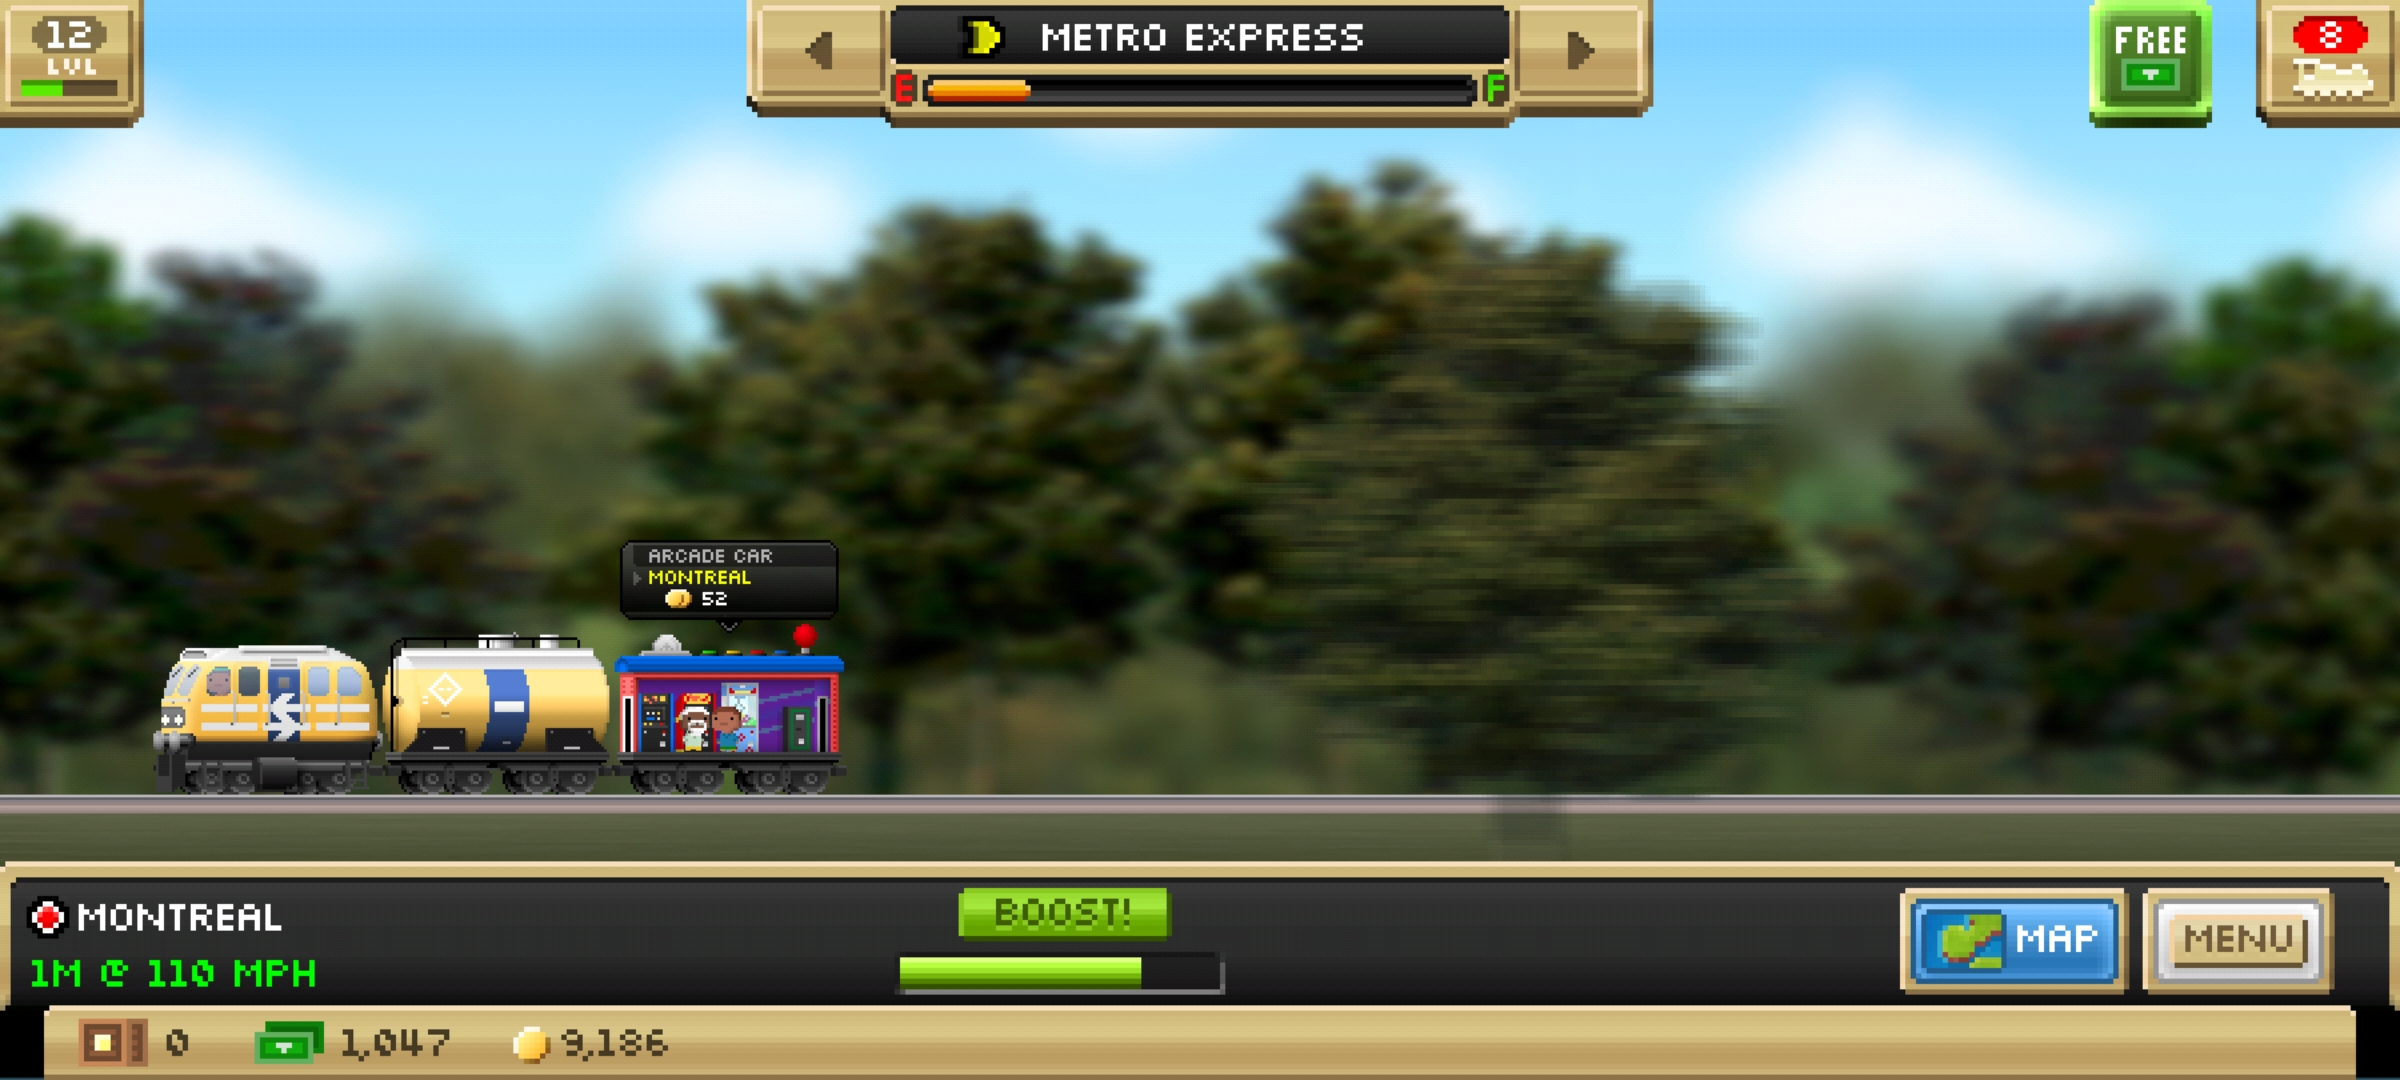 12
LVL
METRO EXPRESS
E F
FREE
8
ARCADE CAR
MONTREAL
52
MONTREAL
1M @ 110 MPH
BOOST!
MAP
MENU
0 1,047 9,186